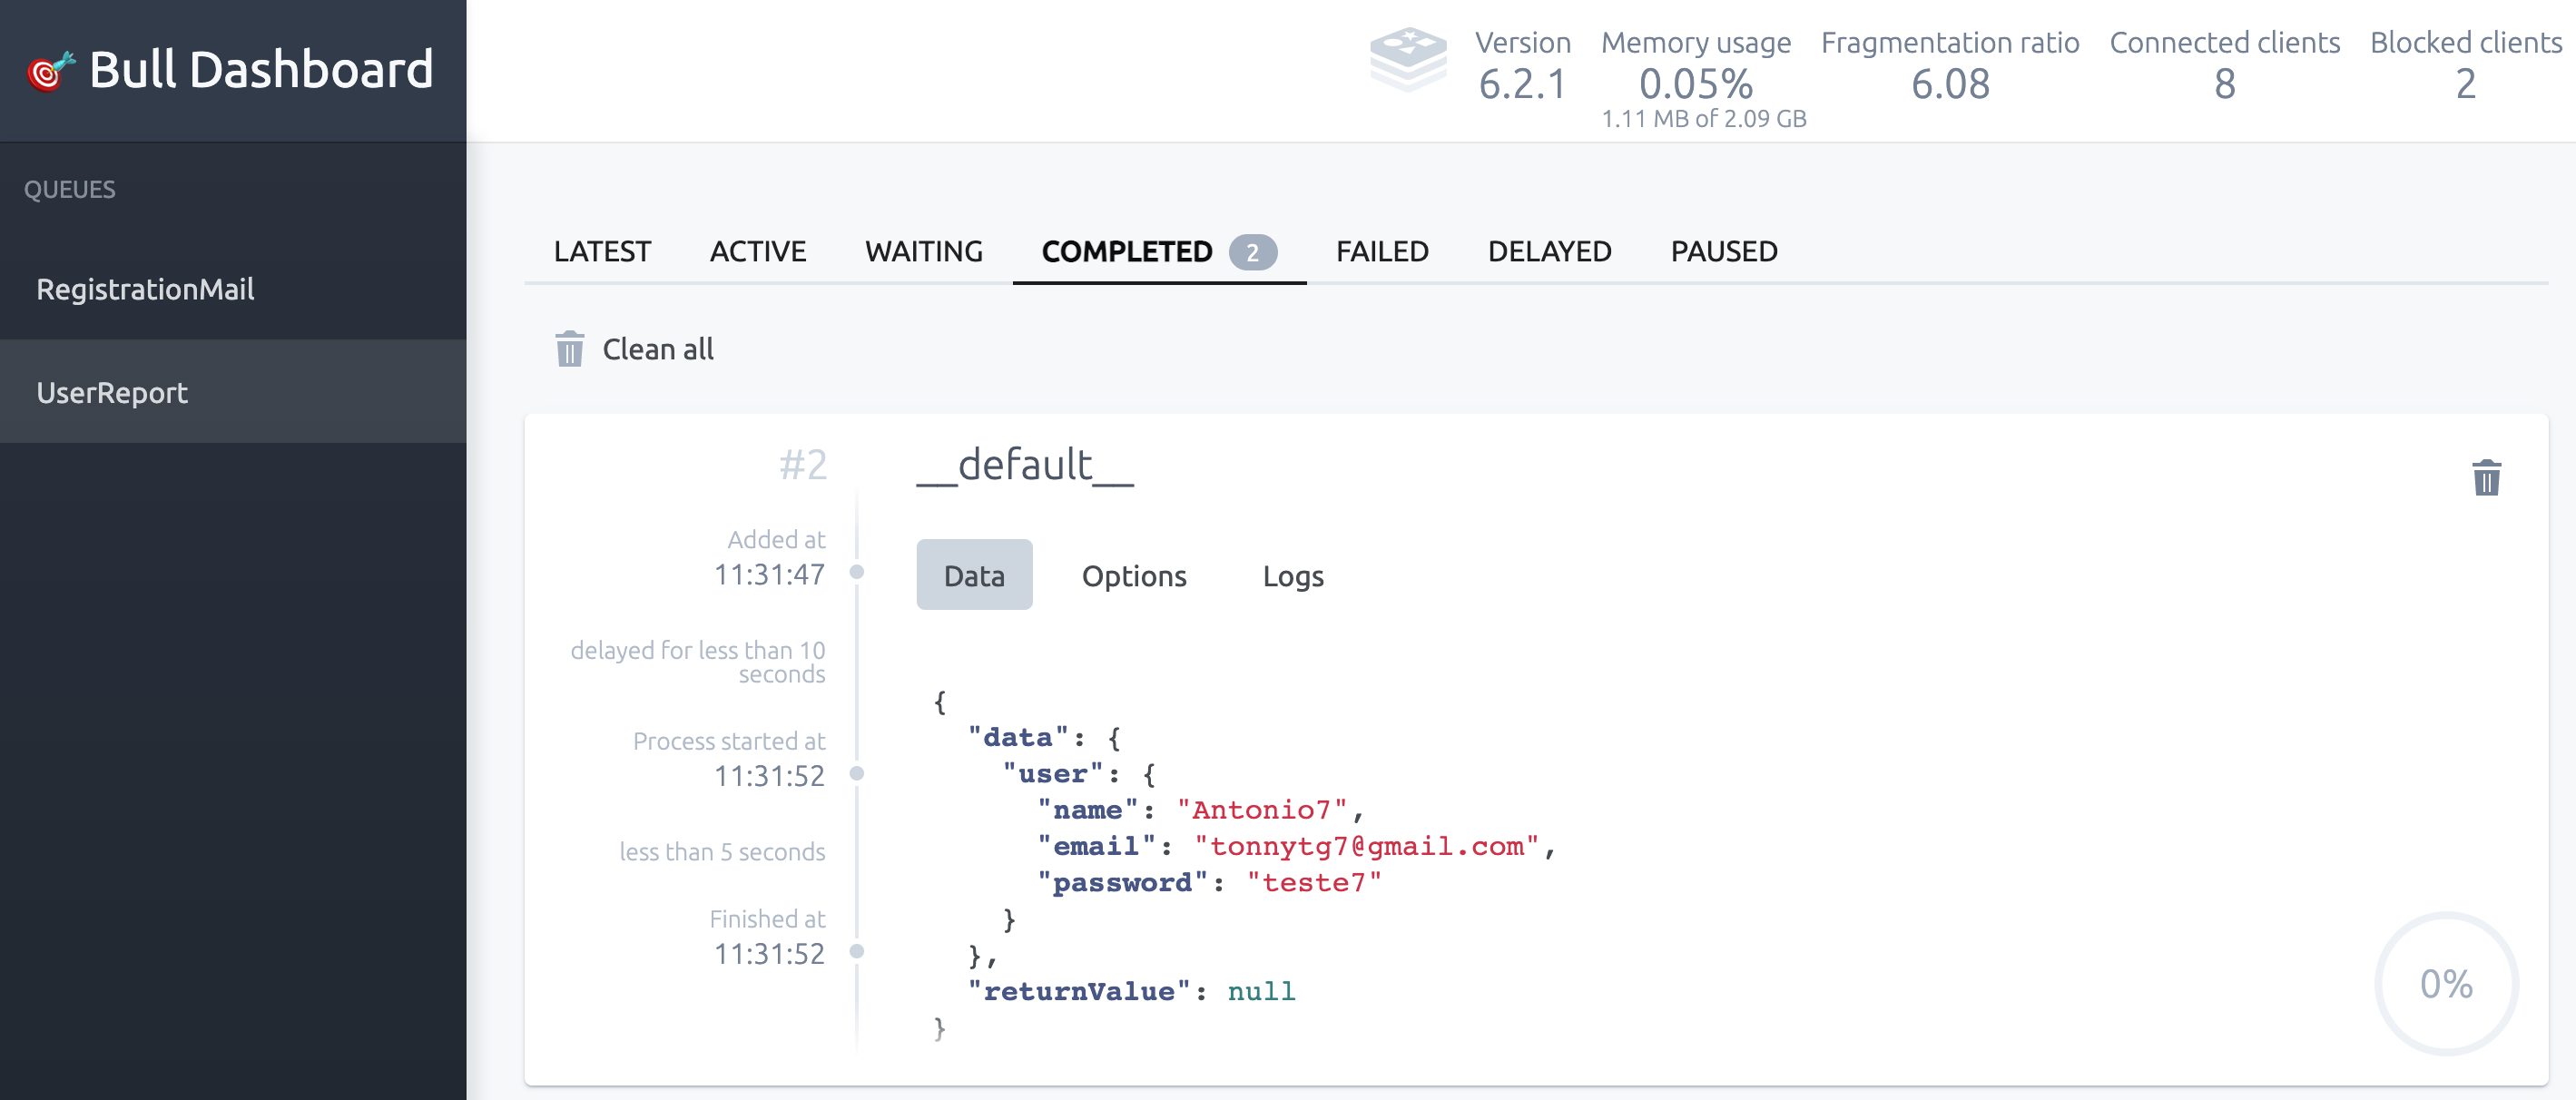 Bull Dashboard
Version
6.2.1
Memory usage
0.05%
1.11 MB of 2.09 GB
Fragmentation ratio
6.08
Connected clients
8
Blocked clients
2
QUEUES
RegistrationMail
UserReport
LATEST ACTIVE WAITING COMPLETED 2 FAILED DELAYED PAUSED
Clean all
#2
Added at
11:31:47
delayed for less than 10
seconds
Process started at
11:31:52
less than 5 seconds
Finished at
11:31:52
__default__
Data Options Logs
{
"data": {
"user": {
"name": "Antonio7",
"email": "tonnytg7@gmail.com",
"password": "teste7"
}
},
"returnValue": null
}
0%